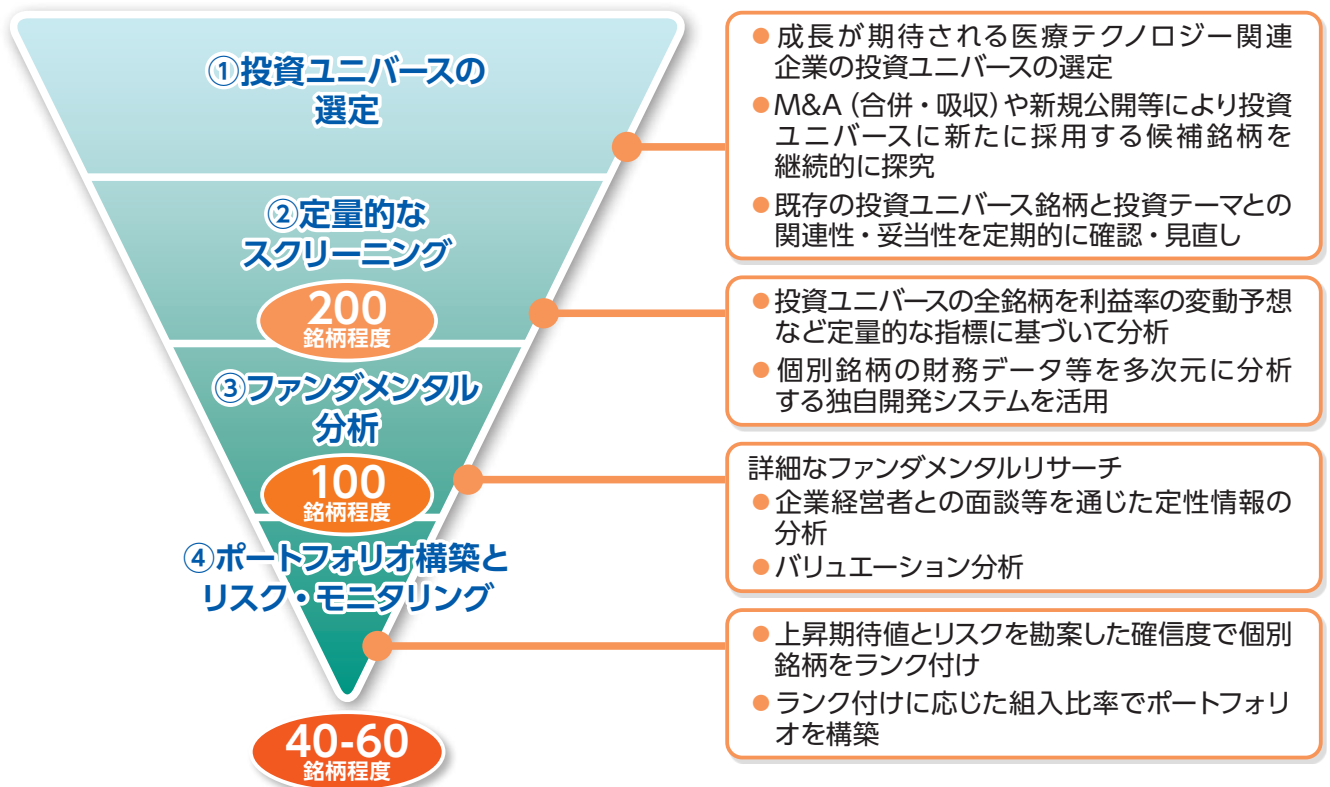 ①投資ユニバースの
選定
●成長が期待される医療テクノロジー関連
企業の投資ユニバースの選定
●M&A（合併・吸収）や新規公開等により投資
ユニバースに新たに採用する候補銘柄を
継続的に探究
●既存の投資ユニバース銘柄と投資テーマとの
関連性・妥当性を定期的に確認・見直し
②定量的な
スクリーニング
200
銘柄程度
●投資ユニバースの全銘柄を利益率の変動予想
など定量的な指標に基づいて分析
●個別銘柄の財務データ等を多次元に分析
する独自開発システムを活用
③ファンダメンタル
分析
100
銘柄程度
詳細なファンダメンタルリサーチ
●企業経営者との面談等を通じた定性情報の
分析
●バリュエーション分析
④ポートフォリオ構築と
リスク・モニタリング
●上昇期待値とリスクを勘案した確信度で個別
銘柄をランク付け
●ランク付けに応じた組入比率でポートフォリ
オを構築
40-60
銘柄程度